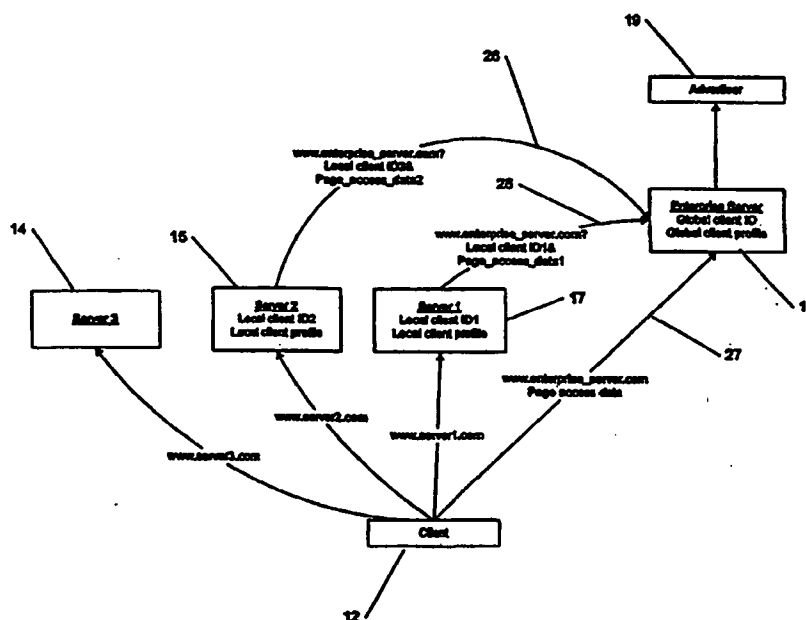 19
26
Advertiser
www.enterprise_server.com?
Local client ID2&
Page_access_data2
28
Enterprise Server
Global client ID
Global client profile
14
15
www.enterprise_server.com?
Local client ID1&
Page_access_data1
Server 3
Server 2
Local client ID2
Local client profile
Server 1
Local client ID1
Local client profile
17
1
27
www.enterprise_server.com
Page access data
www.server2.com
www.server1.com
www.server3.com
Client
12